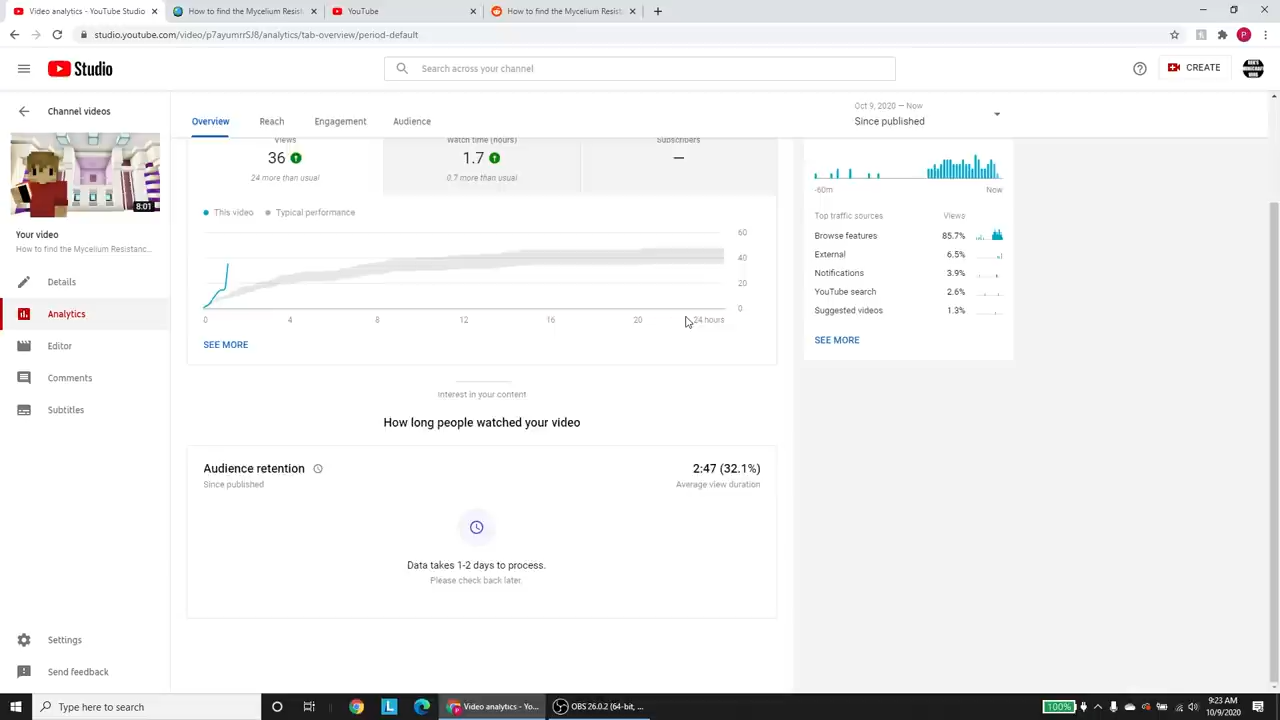 Video analytics - YouTube Studio
How to find the Mycelium Resist
YouTube
How to find the Mycelium Resist
studio.youtube.com/video/p7ayumrrSJ8/analytics/tab-overview/period-default
P
Studio
Search across your channel
CREATE
Channel videos
8:01
Your video
How to find the Mycelium Resistanc...
Details
Analytics
Editor
Comments
Subtitles
Settings
Send feedback
Overview
Reach
Engagement
Audience
Oct 9, 2020 — Now
Since published
Views
36
24 more than usual
Watch time (hours)
1.7
0.7 more than usual
Subscribers
—
This video
Typical performance
60
40
20
0
0
4
8
12
16
20
24 hours
SEE MORE
Interest in your content
How long people watched your video
Audience retention
Since published
2:47 (32.1%)
Average view duration
Data takes 1-2 days to process.
Please check back later.
-60m
Now
Top traffic sources
Views
Browse features
85.7%
External
6.5%
Notifications
3.9%
YouTube search
2.6%
Suggested videos
1.3%
SEE MORE
Type here to search
L
Video analytics - Yo...
OBS 26.0.2 (64-bit, ...
100%
9:23 AM
10/9/2020